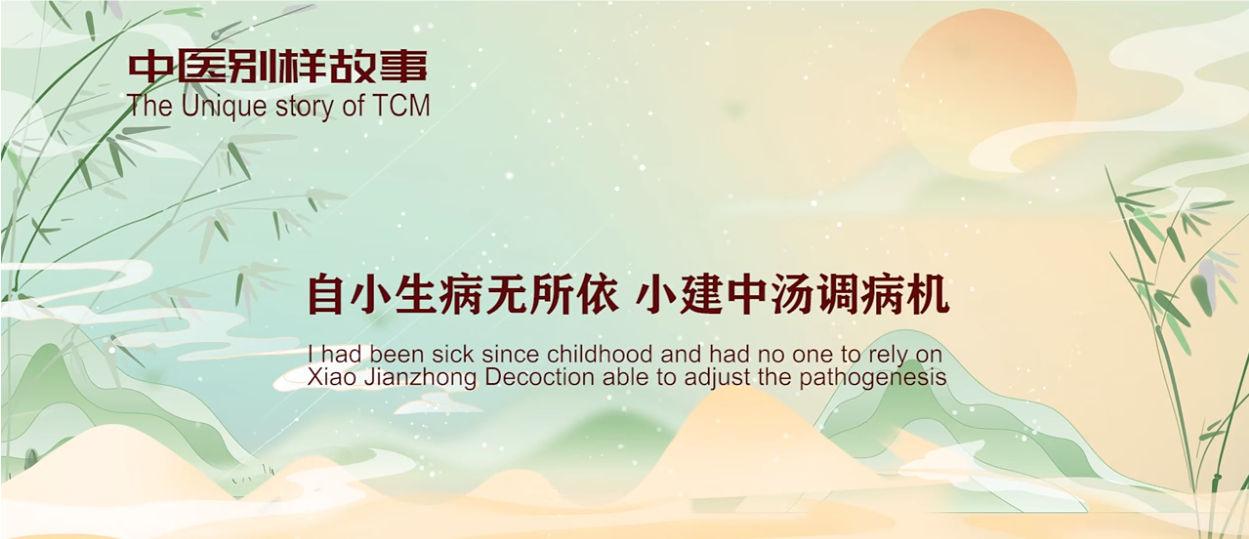 中医别样故事
The Unique story of TCM
自小生病无所依 小建中汤调病机
I had been sick since childhood and had no one to rely on
Xiao Jianzhong Decoction able to adjust the pathogenesis